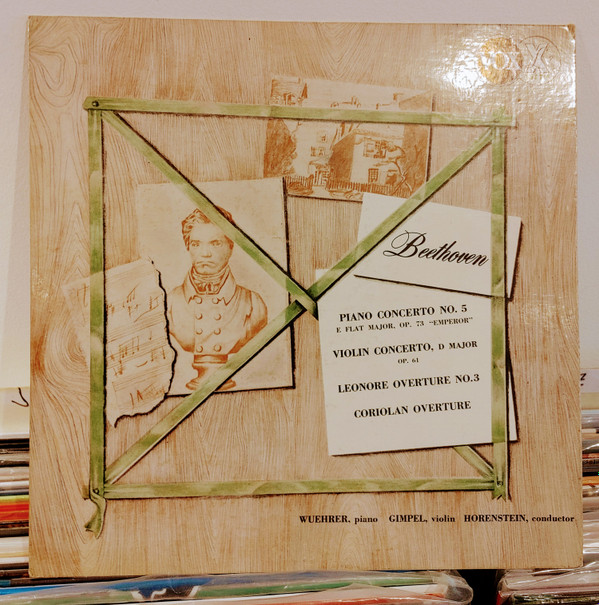 VOX
Beethoven
PIANO CONCERTO NO. 5
E FLAT MAJOR, OP. 73 "EMPEROR"
VIOLIN CONCERTO, D MAJOR
OP. 61
LEONORE OVERTURE NO.3
CORIOLAN OVERTURE
WUEHRER, piano GIMPEL, violin HORENSTEIN, conductor